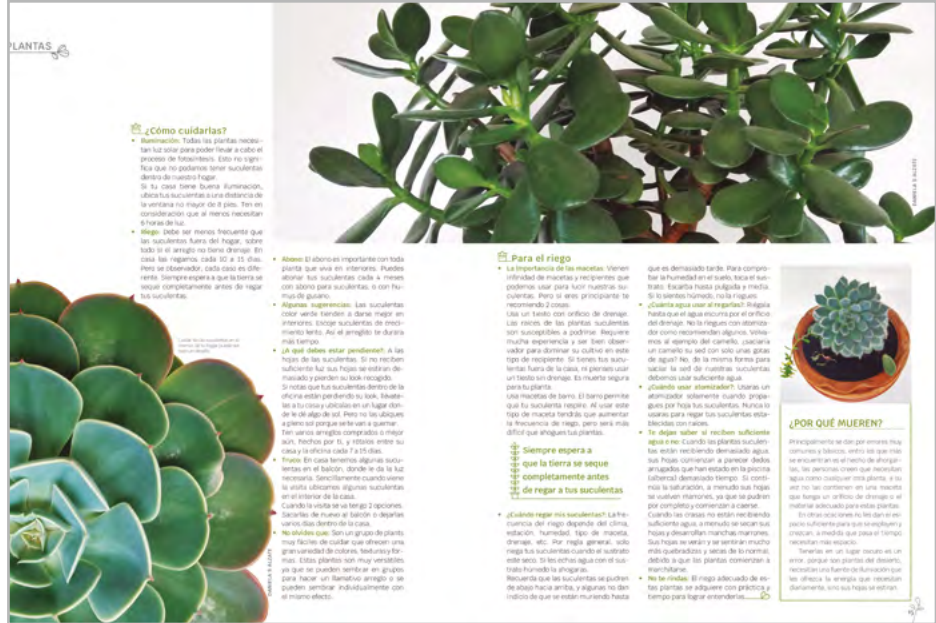 PLANTAS
¿Cómo cuidarlas?
• Iluminación: Todas las plantas necesi-
tan luz solar para poder llevar a cabo el
proceso de fotosíntesis. Esto no signi-
fica que no podamos tener suculentas
dentro de nuestro hogar.
Si tu casa tiene buena iluminación,
ubica tus suculentas a una distancia de
la ventana no mayor de 8 pies. Ten en
consideración que al menos necesitan
6 horas de luz.
• Riego: Debe ser menos frecuente que
las suculentas fuera del hogar, sobre
todo si el arreglo no tiene drenaje. En
casa las regamos cada 10 a 15 días.
Pero se observador, cada caso es dife-
rente. Siempre espera a que la tierra se
seque completamente antes de regar
tus suculentas.
• Abono: El abono es importante con toda
planta que viva en interiores. Puedes
abonar tus suculentas cada 4 meses
con abono para suculentas, o con hu-
mus de gusano.
• Algunas sugerencias: Las suculentas
color verde tienden a darse mejor en
interiores. Escoje suculentas de creci-
miento lento. Así el arreglo te durará
más tiempo.
• ¿A qué debes estar pendiente?: A las
hojas de las suculentas. Si no reciben
suficiente luz sus hojas se estiran de-
masiado y pierden su look recogido.
Si notas que tus suculentas dentro de la
oficina están perdiendo su look, llévate-
las a tu casa y ubícalas en un lugar don-
de le dé algo de sol. Pero no las ubiques
a pleno sol porque se te van a quemar.
Ten varios arreglos comprados o mejor
aún, hechos por ti, y rótalos entre su
casa y la oficina cada 7 a 15 días.
• Truco: En casa tenemos algunas sucu-
lentas en el balcón, donde le da la luz
necesaria. Sencillamente cuando viene
la visita ubicamos algunas suculentas
en el interior de la casa.
Cuando la visita se va tengo 2 opciones.
Sacarlas de nuevo al balcón o dejarlas
varios días dentro de la casa.
• No olvides que: Son un grupo de plants
muy fáciles de cuidar que ofrecen una
gran variedad de colores, texturas y for-
mas. Estas plantas son muy versátiles
ya que se pueden sembrar en grupos
para hacer un llamativo arreglo o se
pueden sembrar individualmente con
el mismo efecto.
Para el riego
• La importancia de las macetas: Vienen
infinidad de macetas y recipientes que
podemos usar para lucir nuestras su-
culentas. Pero si eres principiante te
recomiendo 2 cosas:
Usa un tiesto con orificio de drenaje.
Las raíces de las plantas suculentas
son susceptibles a podrirse. Requiere
mucha experiencia y ser bien obser-
vador para dominar su cultivo en este
tipo de recipiente. Si tienes tus sucu-
lentas fuera de la casa, ni pienses usar
un tiesto sin drenaje. Es muerte segura
para tu planta.
Usa macetas de barro. El barro permite
que tu suculenta respire. Al usar este
tipo de maceta tendrás que aumentar
la frecuencia de riego, pero será más
difícil que ahogues tus plantas.
Siempre espera a
que la tierra se seque
completamente antes
de regar a tus suculentas
• ¿Cuándo regar mis suculentas?: La fre-
cuencia del riego depende del clima,
estación, humedad, tipo de maceta,
drenaje, etc. Por regla general, solo
riega tus suculentas cuando el sustrato
este seco. Si les echas agua con el sus-
trato húmedo la ahogaras.
Recuerda que las suculentas se pudren
de abajo hacia arriba, y algunas no dan
indicio de que se están muriendo hasta
que es demasiado tarde. Para compro-
bar la humedad en el suelo, toca el sus-
trato. Escarba hasta pulgada y media.
Si lo sientes húmedo, no la riegues.
• ¿Cuánta agua usar al regarlas?: Riégala
hasta que el agua escurra por el orificio
del drenaje. No la riegues con atomiza-
dor como recomiendan algunos. Volva-
mos al ejemplo del camello, ¿saciaría
un camello su sed con solo unas gotas
de agua? No, de la misma forma para
saciar la sed de nuestras suculentas
debemos usar suficiente agua.
• ¿Cuándo usar atomizador?: Usaras un
atomizador solamente cuando propa-
gues por hoja tus suculentas. Nunca lo
usaras para regar tus suculentas esta-
blecidas con raíces.
• Te dejan saber si reciben suficiente
agua o no: Cuando las plantas suculen-
tas están recibiendo demasiado agua,
sus hojas comienzan a parecer dedos
arrugados que han estado en la piscina
(alberca) demasiado tiempo. Si conti-
núa la saturación, a menudo sus hojas
se vuelven marrones, ya que se pudren
por completo y comienzan a caerse.
Cuando las crasas no están recibiendo
suficiente agua, a menudo se secan sus
hojas y desarrollan manchas marrones.
Sus hojas se verán y se sentirán mucho
más quebradizos y secas de lo normal,
debido a que las plantas comienzan a
marchitarse.
• No te rindas: El riego adecuado de es-
tas plantas se adquiere con práctica y
tiempo para lograr entenderlas.
¿POR QUÉ MUEREN?
Principalmente se dan por errores muy
comunes y básicos, entre los que más
se encuentran es el hecho de ahogar-
las, las personas creen que necesitan
agua como cualquier otra planta, a su
vez no las contienen en una maceta
que tenga un orificio de drenaje o el
material adecuado para estas plantas.
En otras ocasiones no les dan el es-
pacio suficiente para que se expliquen y
crezcan, a medida que pasa el tiempo
necesitan más espacio.
Tenerlas en un lugar oscuro es un
error, porque son plantas del desierto,
necesitan una fuente de iluminación que
les ofrezca la energía que necesitan
diariamente, sino sus hojas se estiran.